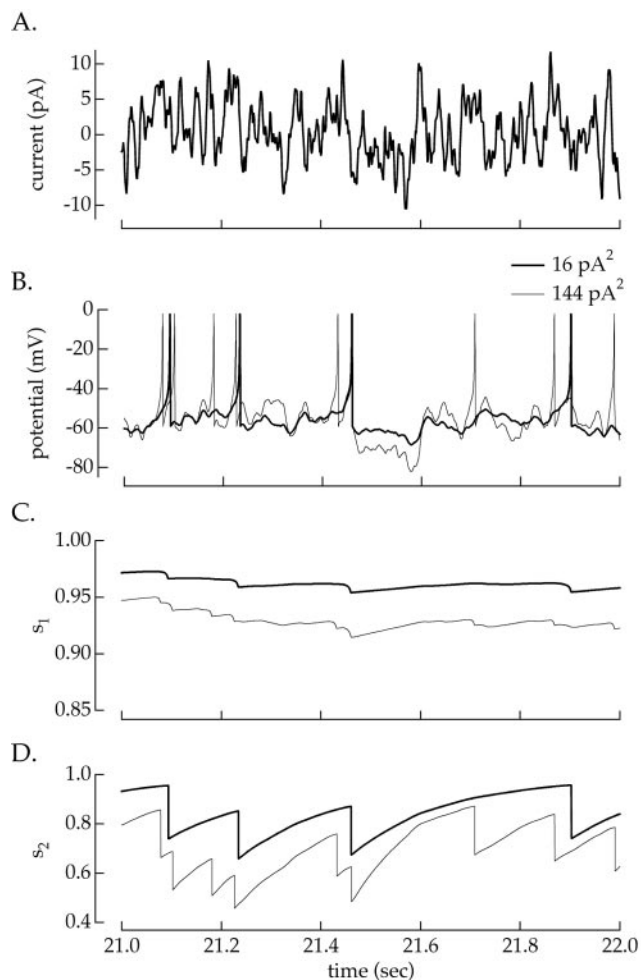 A.
10
5
0
-5
-10
current (pA)
16 pA²
144 pA²
B.
0
-20
-40
-60
-80
potential (mV)
C.
1.00
0.95
0.90
0.85
s₁
D.
1.0
0.8
0.6
0.4
s₂
21.0 21.2 21.4 21.6 21.8 22.0
time (sec)